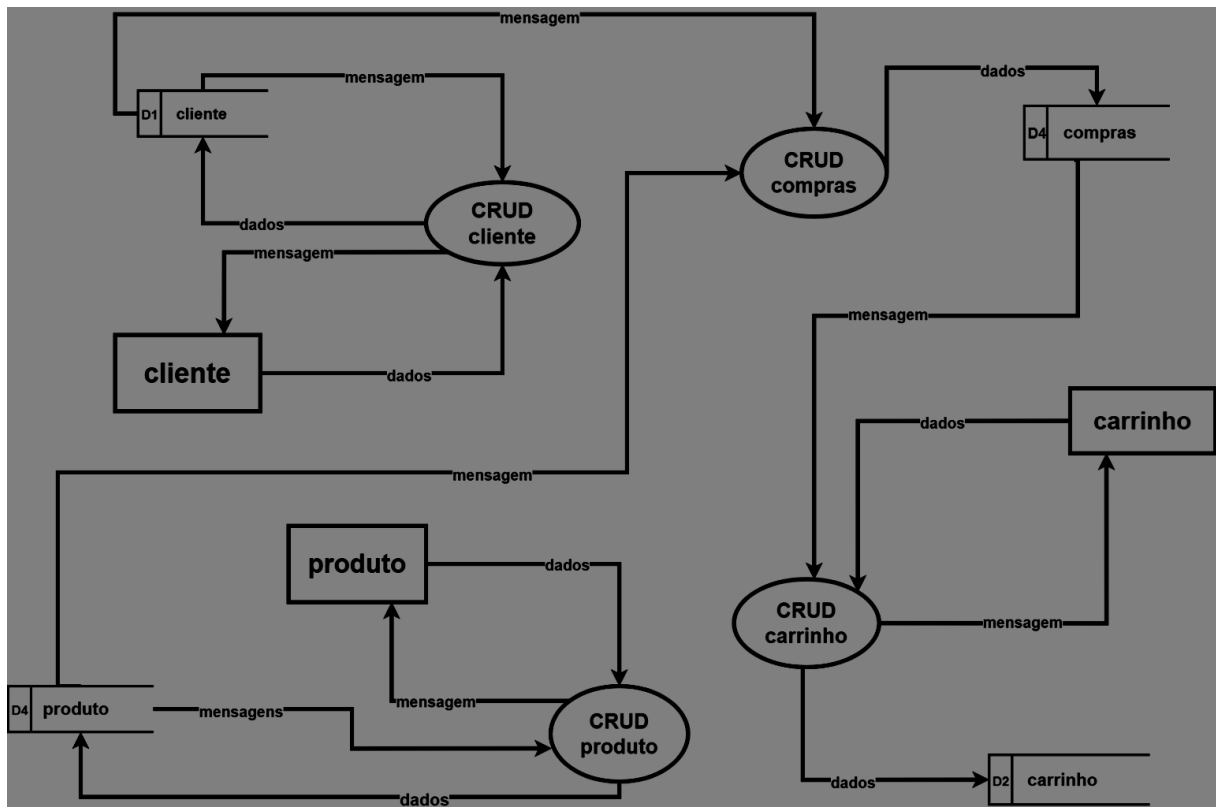 mensagem
mensagem
dados
D1 cliente
D4 compras
CRUD
compras
CRUD
cliente
dados
mensagem
mensagem
cliente
dados
carrinho
dados
mensagem
produto
dados
CRUD
carrinho
mensagem
D4 produto
mensagens
mensagem
CRUD
produto
dados
dados
D2 carrinho